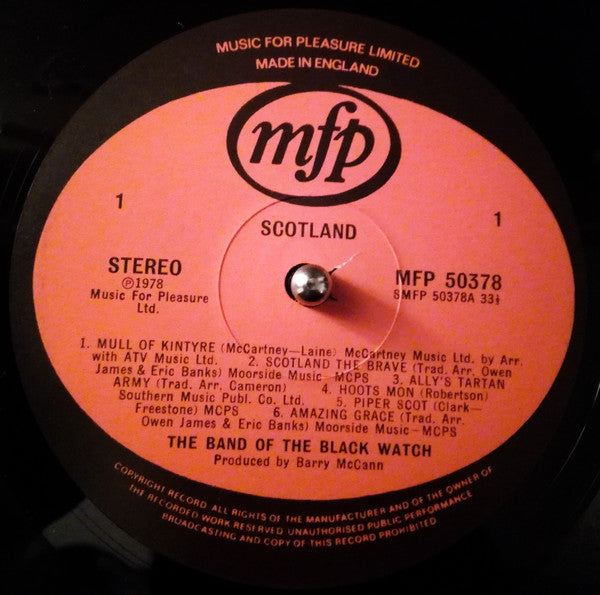 MUSIC FOR PLEASURE LIMITED
MADE IN ENGLAND
mfp
1
1
SCOTLAND
STEREO
Ⓟ1978
Music For Pleasure
Ltd.
MFP 50378
SMFP 50378A 33⅓
1. MULL OF KINTYRE (McCartney—Laine) McCartney Music Ltd. by Arr.
with ATV Music Ltd. 2. SCOTLAND THE BRAVE (Trad. Arr. Owen
James & Eric Banks) Moorside Music—MCPS 3. ALLY'S TARTAN
ARMY (Trad. Arr. Cameron) 4. HOOTS MON (Robertson)
Southern Music Publ. Co. Ltd. 5. PIPER SCOT (Clark—
Freestone) MCPS 6. AMAZING GRACE (Trad. Arr.
Owen James & Eric Banks) Moorside Music—MCPS
THE BAND OF THE BLACK WATCH
Produced by Barry McCann
COPYRIGHT RECORD. ALL RIGHTS OF THE MANUFACTURER AND OF THE OWNER OF
THE RECORDED WORK RESERVED. UNAUTHORISED PUBLIC PERFORMANCE
BROADCASTING AND COPY OF THIS RECORD PROHIBITED